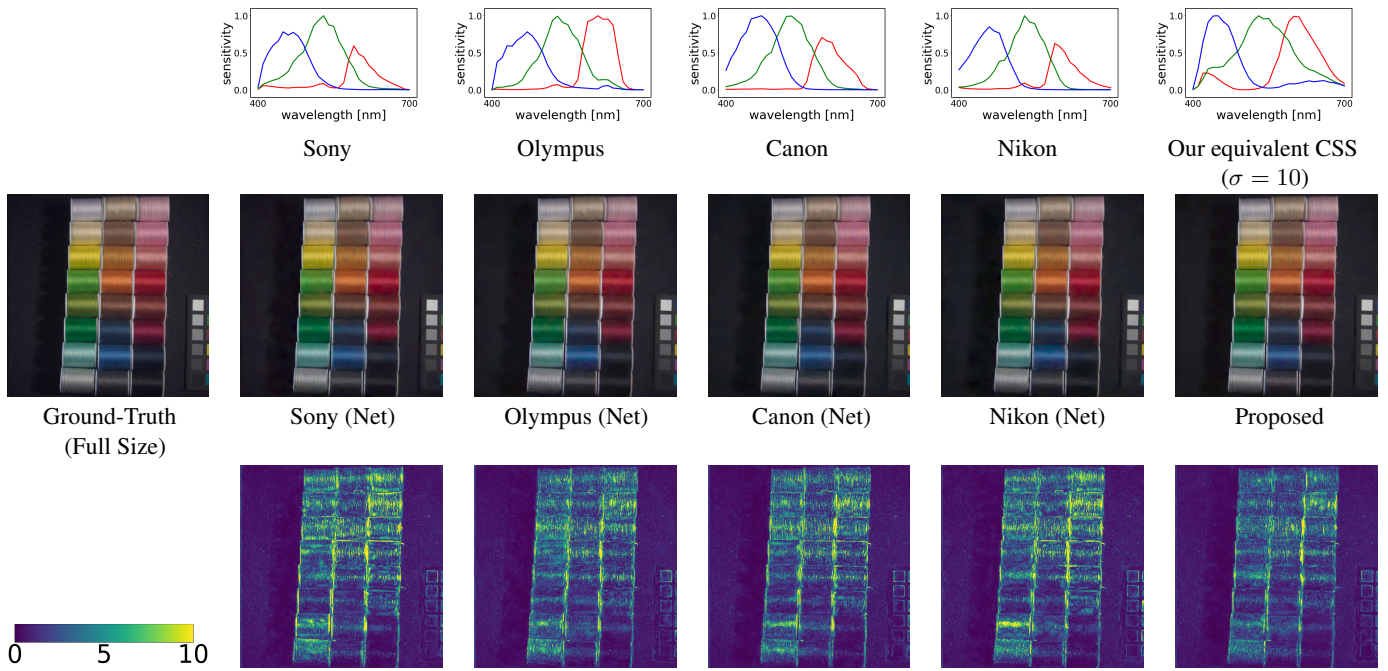 1.0
0.5
0.0
sensitivity
400
700
wavelength [nm]
Sony
1.0
0.5
0.0
sensitivity
400
700
wavelength [nm]
Olympus
1.0
0.5
0.0
sensitivity
400
700
wavelength [nm]
Canon
1.0
0.5
0.0
sensitivity
400
700
wavelength [nm]
Nikon
1.0
0.5
0.0
sensitivity
400
700
wavelength [nm]
Our equivalent CSS
(σ = 10)
Ground-Truth
(Full Size)
Sony (Net)
Olympus (Net)
Canon (Net)
Nikon (Net)
Proposed
0
5
10